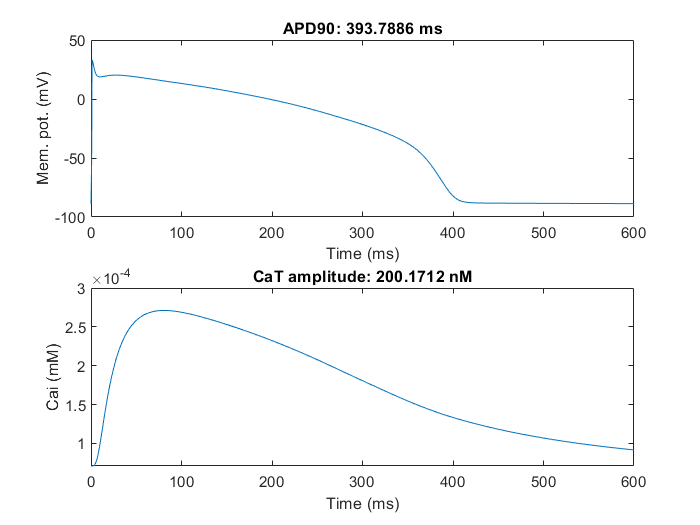 APD90: 393.7886 ms
50
0
-50
-100
Mem. pot. (mV)
0 100 200 300 400 500 600
Time (ms)
×10-4
CaT amplitude: 200.1712 nM
3
2.5
2
1.5
1
Cai (mM)
0 100 200 300 400 500 600
Time (ms)